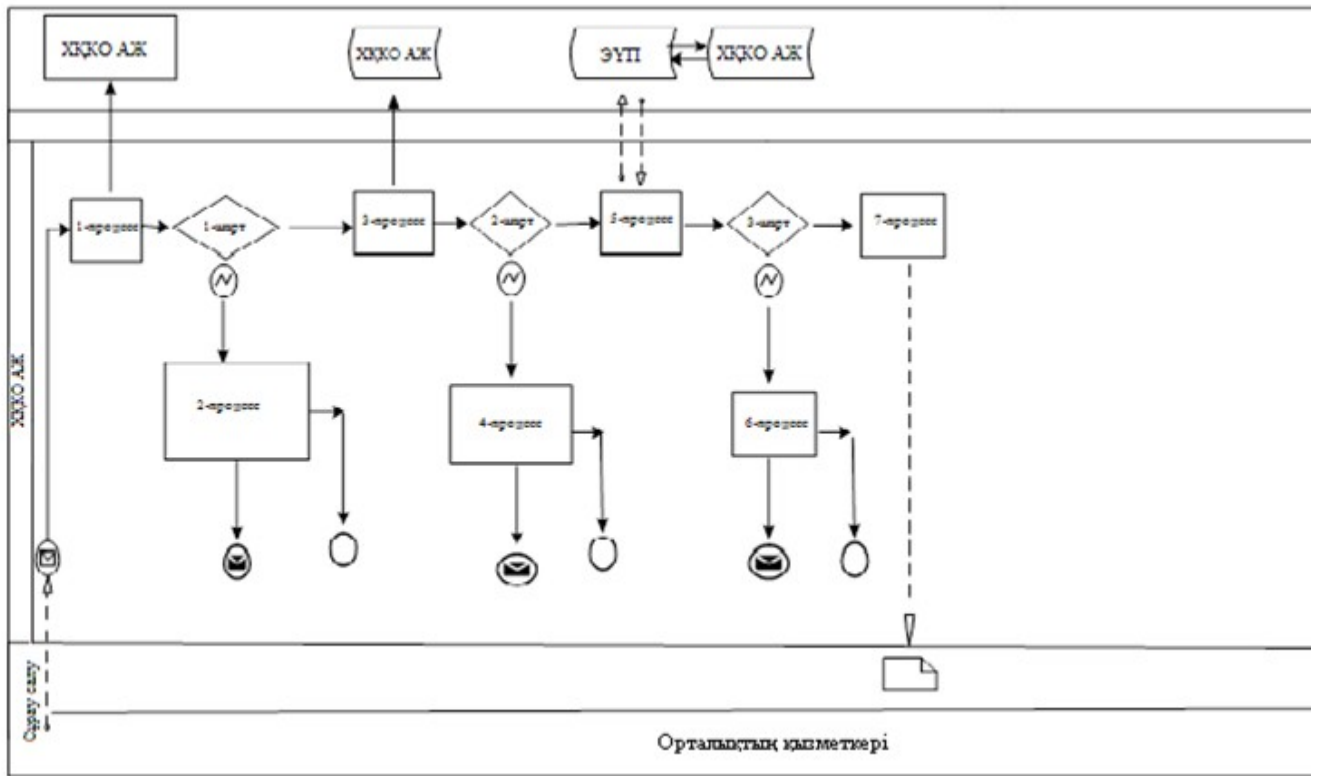 ХҚКО АЖ
ХҚКО АЖ
ЭҮП
ХҚКО АЖ
1-процесс
1-шарт
3-процесс
2-шарт
5-процесс
3-шарт
7-процесс
2-процесс
4-процесс
6-процесс
ХҚКО АЖ
Сұрау салу
Орталықтың қызметкері